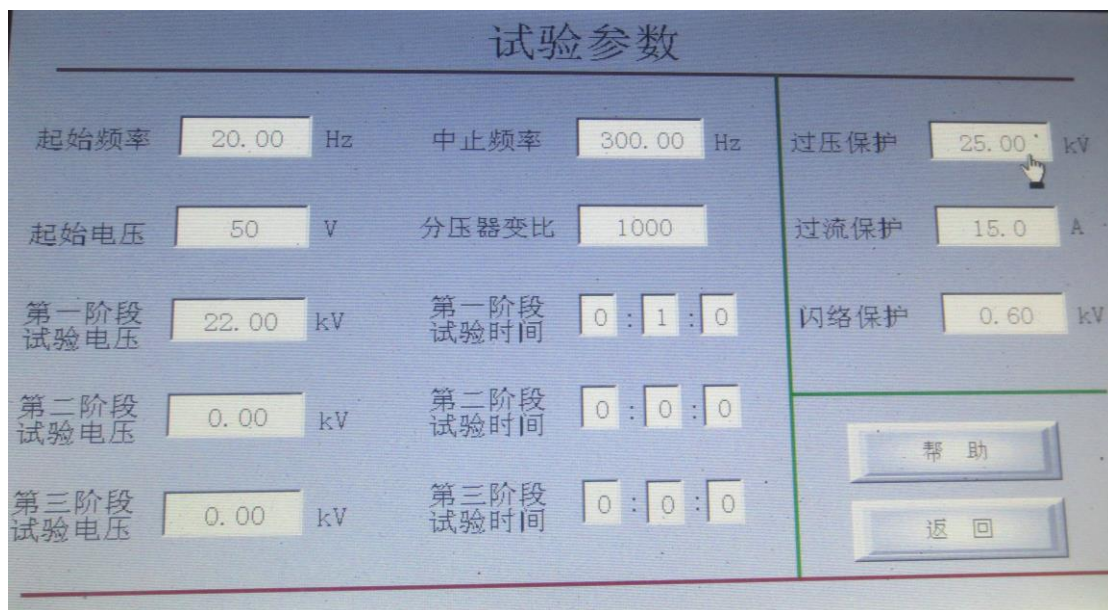 试验参数
起始频率 20.00 Hz 中止频率 300.00 Hz 过压保护 25.00 kV
起始电压 50 V 分压器变比 1000 过流保护 15.0 A
第一阶段
试验电压 22.00 kV 第一阶段
试验时间 0 : 1 : 0 闪络保护 0.60 kV
第二阶段
试验电压 0.00 kV 第二阶段
试验时间 0 : 0 : 0
帮 助
第三阶段
试验电压 0.00 kV 第三阶段
试验时间 0 : 0 : 0
返 回